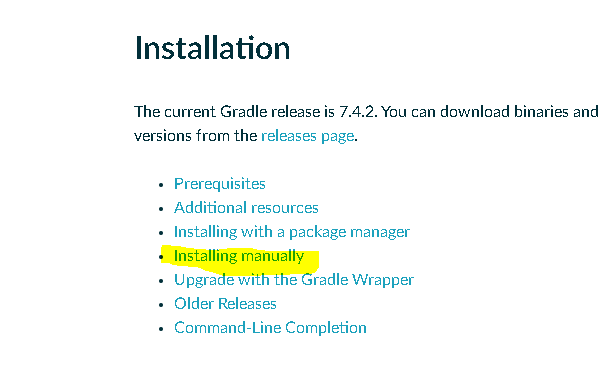 Installation
The current Gradle release is 7.4.2. You can download binaries and
versions from the releases page.
Prerequisites
Additional resources
Installing with a package manager
Installing manually
Upgrade with the Gradle Wrapper
Older Releases
Command-Line Completion